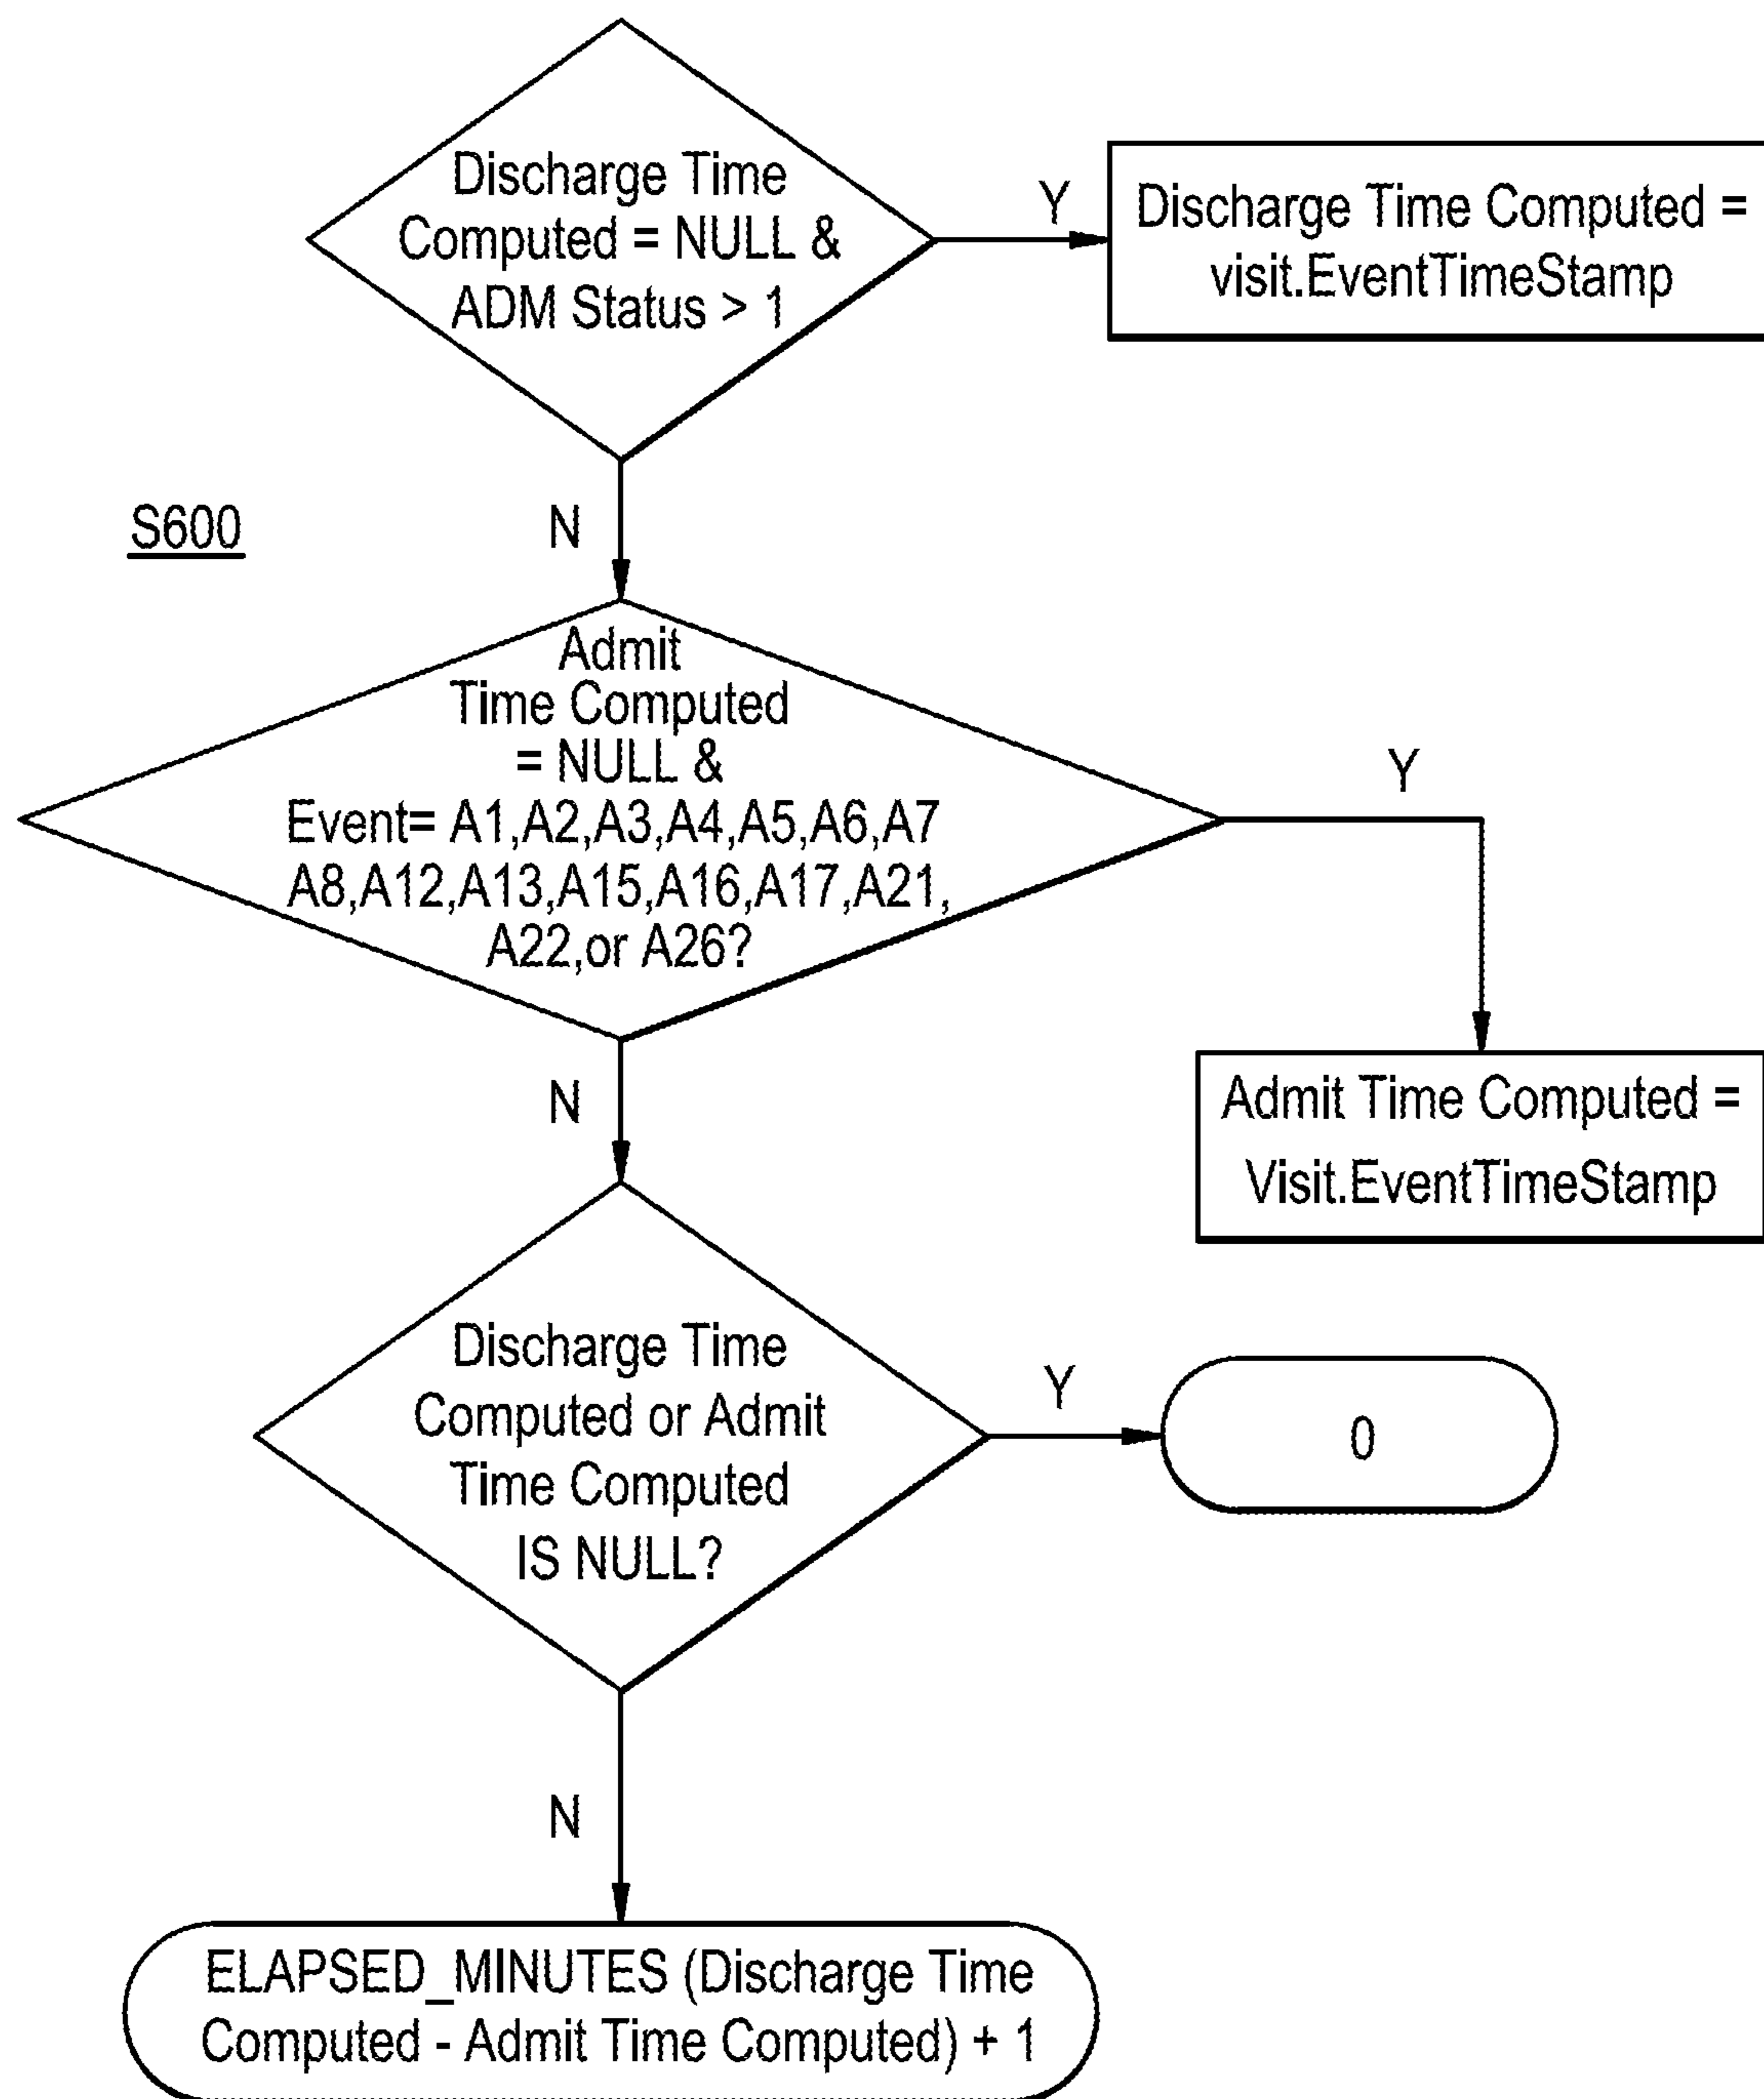 Discharge Time
Computed = NULL &
ADM Status > 1
Y
Discharge Time Computed =
visit.EventTimeStamp
S600
N
Admit
Time Computed
= NULL &
Event= A1,A2,A3,A4,A5,A6,A7
A8,A12,A13,A15,A16,A17,A21,
A22,or A26?
Y
Admit Time Computed =
Visit.EventTimeStamp
N
Discharge Time
Computed or Admit
Time Computed
IS NULL?
Y
0
N
ELAPSED_MINUTES (Discharge Time
Computed - Admit Time Computed) + 1